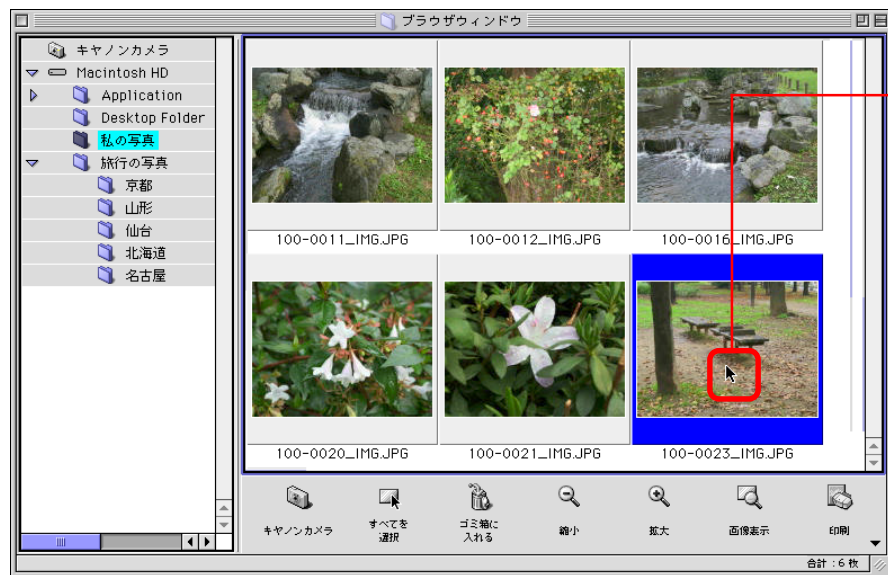 ブラウザウィンドウ
キヤノンカメラ
Macintosh HD
Application
Desktop Folder
私の写真
旅行の写真
京都
山形
仙台
北海道
名古屋
100-0011_IMG.JPG
100-0012_IMG.JPG
100-0016_IMG.JPG
100-0020_IMG.JPG
100-0021_IMG.JPG
100-0023_IMG.JPG
キヤノンカメラ
すべてを
選択
ゴミ箱に
入れる
縮小
拡大
画像表示
印刷
合計：6 枚